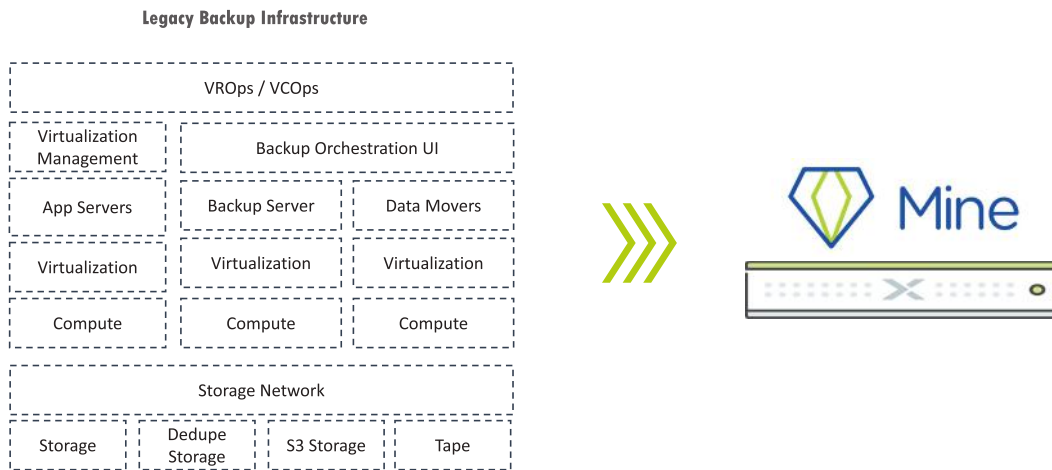 Legacy Backup Infrastructure
VROps / VCOps
Virtualization
Management
Backup Orchestration UI
App Servers
Backup Server
Data Movers
Virtualization
Virtualization
Virtualization
Compute
Compute
Compute
Storage Network
Storage
Dedupe
Storage
S3 Storage
Tape
Mine